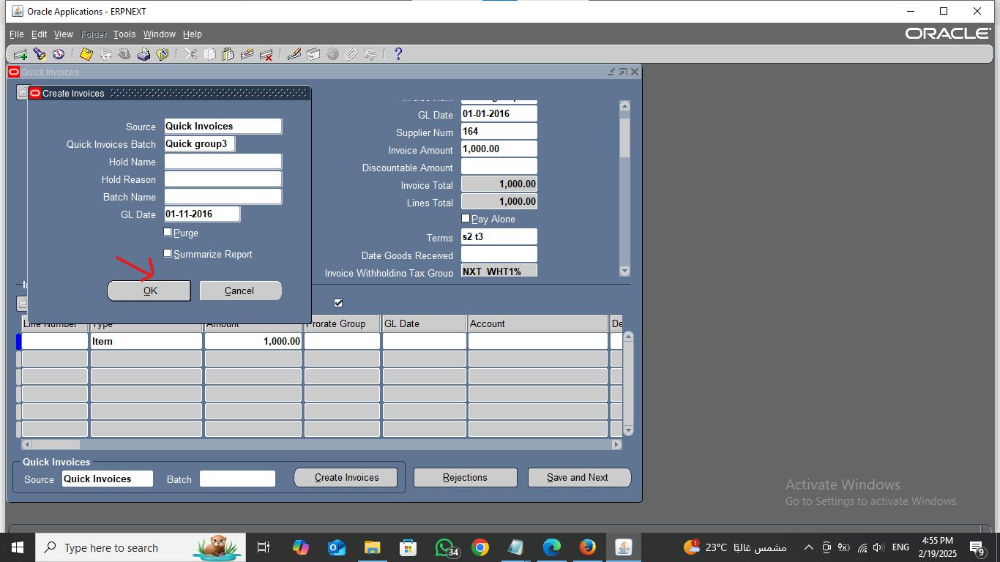 Oracle Applications - ERPNEXT
File Edit View Folder Tools Window Help
ORACLE
Quick Invoices
Create Invoices
Source Quick Invoices
Quick Invoices Batch Quick group3
Hold Name
Hold Reason
Batch Name
GL Date 01-11-2016
Purge
Summarize Report
OK Cancel
GL Date 01-01-2016
Supplier Num 164
Invoice Amount 1,000.00
Discountable Amount
Invoice Total 1,000.00
Lines Total 1,000.00
Pay Alone
Terms s2 t3
Date Goods Received
Invoice Withholding Tax Group NXT_WHT1%
Line Number Type Amount Prorate Group GL Date Account De
Item 1,000.00
Quick Invoices
Source Quick Invoices Batch Create Invoices Rejections Save and Next
Activate Windows
Go to Settings to activate Windows.
Type here to search
34
1
23°C مشمس غالبًا
ENG
4:55 PM
2/19/2025
9